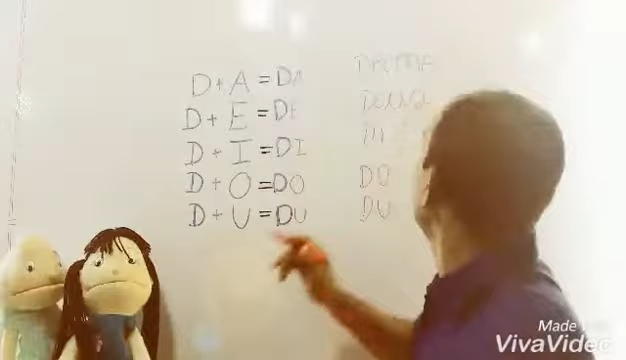 D + A = DA
D + E = DE
D + I = DI
D + O = DO
D + U = DU
DO
DU
Made With
VivaVideo